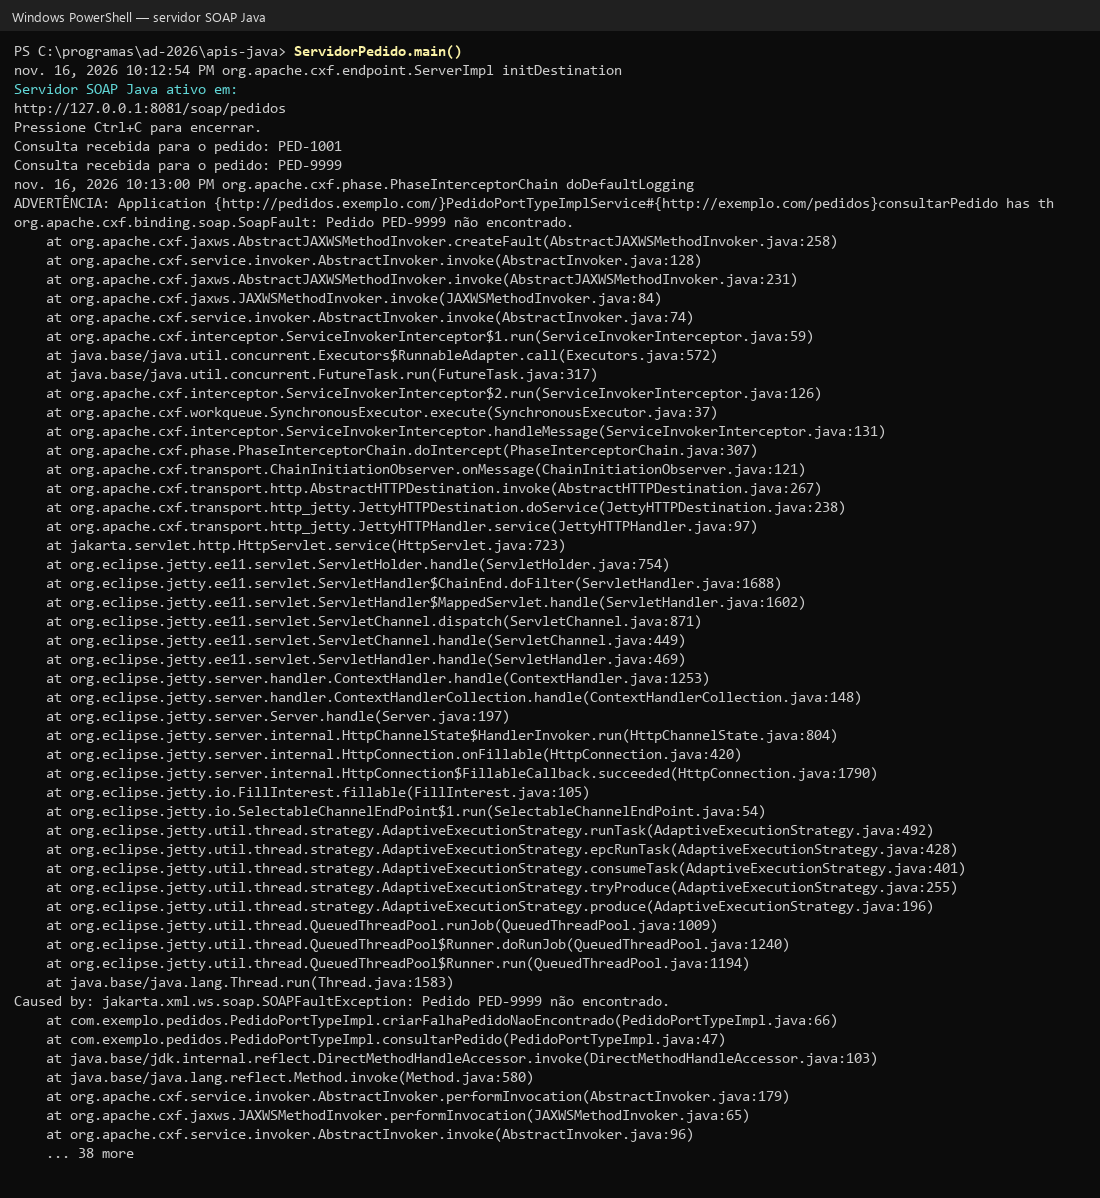 Windows PowerShell — servidor SOAP Java
PS C:\programas\ad-2026\apis-java> ServidorPedido.main()
nov. 16, 2026 10:12:54 PM org.apache.cxf.endpoint.ServerImpl initDestination
Servidor SOAP Java ativo em:
http://127.0.0.1:8081/soap/pedidos
Pressione Ctrl+C para encerrar.
Consulta recebida para o pedido: PED-1001
Consulta recebida para o pedido: PED-9999
nov. 16, 2026 10:13:00 PM org.apache.cxf.phase.PhaseInterceptorChain doDefaultLogging
ADVERTÊNCIA: Application {http://pedidos.exemplo.com/}PedidoPortTypeImplService#{http://exemplo.com/pedidos}consultarPedido has th
org.apache.cxf.binding.soap.SoapFault: Pedido PED-9999 não encontrado.
    at org.apache.cxf.jaxws.AbstractJAXWSMethodInvoker.createFault(AbstractJAXWSMethodInvoker.java:258)
    at org.apache.cxf.service.invoker.AbstractInvoker.invoke(AbstractInvoker.java:128)
    at org.apache.cxf.jaxws.AbstractJAXWSMethodInvoker.invoke(AbstractJAXWSMethodInvoker.java:231)
    at org.apache.cxf.jaxws.JAXWSMethodInvoker.invoke(JAXWSMethodInvoker.java:84)
    at org.apache.cxf.service.invoker.AbstractInvoker.invoke(AbstractInvoker.java:74)
    at org.apache.cxf.interceptor.ServiceInvokerInterceptor$1.run(ServiceInvokerInterceptor.java:59)
    at java.base/java.util.concurrent.Executors$RunnableAdapter.call(Executors.java:572)
    at java.base/java.util.concurrent.FutureTask.run(FutureTask.java:317)
    at org.apache.cxf.interceptor.ServiceInvokerInterceptor$2.run(ServiceInvokerInterceptor.java:126)
    at org.apache.cxf.workqueue.SynchronousExecutor.execute(SynchronousExecutor.java:37)
    at org.apache.cxf.interceptor.ServiceInvokerInterceptor.handleMessage(ServiceInvokerInterceptor.java:131)
    at org.apache.cxf.phase.PhaseInterceptorChain.doIntercept(PhaseInterceptorChain.java:307)
    at org.apache.cxf.transport.ChainInitiationObserver.onMessage(ChainInitiationObserver.java:121)
    at org.apache.cxf.transport.http.AbstractHTTPDestination.invoke(AbstractHTTPDestination.java:267)
    at org.apache.cxf.transport.http_jetty.JettyHTTPDestination.doService(JettyHTTPDestination.java:238)
    at org.apache.cxf.transport.http_jetty.JettyHTTPHandler.service(JettyHTTPHandler.java:97)
    at jakarta.servlet.http.HttpServlet.service(HttpServlet.java:723)
    at org.eclipse.jetty.ee11.servlet.ServletHolder.handle(ServletHolder.java:754)
    at org.eclipse.jetty.ee11.servlet.ServletHandler$ChainEnd.doFilter(ServletHandler.java:1688)
    at org.eclipse.jetty.ee11.servlet.ServletHandler$MappedServlet.handle(ServletHandler.java:1602)
    at org.eclipse.jetty.ee11.servlet.ServletChannel.dispatch(ServletChannel.java:871)
    at org.eclipse.jetty.ee11.servlet.ServletChannel.handle(ServletChannel.java:449)
    at org.eclipse.jetty.ee11.servlet.ServletHandler.handle(ServletHandler.java:469)
    at org.eclipse.jetty.server.handler.ContextHandler.handle(ContextHandler.java:1253)
    at org.eclipse.jetty.server.handler.ContextHandlerCollection.handle(ContextHandlerCollection.java:148)
    at org.eclipse.jetty.server.Server.handle(Server.java:197)
    at org.eclipse.jetty.server.internal.HttpChannelState$HandlerInvoker.run(HttpChannelState.java:804)
    at org.eclipse.jetty.server.internal.HttpConnection.onFillable(HttpConnection.java:420)
    at org.eclipse.jetty.server.internal.HttpConnection$FillableCallback.succeeded(HttpConnection.java:1790)
    at org.eclipse.jetty.io.FillInterest.fillable(FillInterest.java:105)
    at org.eclipse.jetty.io.SelectableChannelEndPoint$1.run(SelectableChannelEndPoint.java:54)
    at org.eclipse.jetty.util.thread.strategy.AdaptiveExecutionStrategy.runTask(AdaptiveExecutionStrategy.java:492)
    at org.eclipse.jetty.util.thread.strategy.AdaptiveExecutionStrategy.epcRunTask(AdaptiveExecutionStrategy.java:428)
    at org.eclipse.jetty.util.thread.strategy.AdaptiveExecutionStrategy.consumeTask(AdaptiveExecutionStrategy.java:401)
    at org.eclipse.jetty.util.thread.strategy.AdaptiveExecutionStrategy.tryProduce(AdaptiveExecutionStrategy.java:255)
    at org.eclipse.jetty.util.thread.strategy.AdaptiveExecutionStrategy.produce(AdaptiveExecutionStrategy.java:196)
    at org.eclipse.jetty.util.thread.QueuedThreadPool.runJob(QueuedThreadPool.java:1009)
    at org.eclipse.jetty.util.thread.QueuedThreadPool$Runner.doRunJob(QueuedThreadPool.java:1240)
    at org.eclipse.jetty.util.thread.QueuedThreadPool$Runner.run(QueuedThreadPool.java:1194)
    at java.base/java.lang.Thread.run(Thread.java:1583)
Caused by: jakarta.xml.ws.soap.SOAPFaultException: Pedido PED-9999 não encontrado.
    at com.exemplo.pedidos.PedidoPortTypeImpl.criarFalhaPedidoNaoEncontrado(PedidoPortTypeImpl.java:66)
    at com.exemplo.pedidos.PedidoPortTypeImpl.consultarPedido(PedidoPortTypeImpl.java:47)
    at java.base/jdk.internal.reflect.DirectMethodHandleAccessor.invoke(DirectMethodHandleAccessor.java:103)
    at java.base/java.lang.reflect.Method.invoke(Method.java:580)
    at org.apache.cxf.service.invoker.AbstractInvoker.performInvocation(AbstractInvoker.java:179)
    at org.apache.cxf.jaxws.JAXWSMethodInvoker.performInvocation(JAXWSMethodInvoker.java:65)
    at org.apache.cxf.service.invoker.AbstractInvoker.invoke(AbstractInvoker.java:96)
    ... 38 more